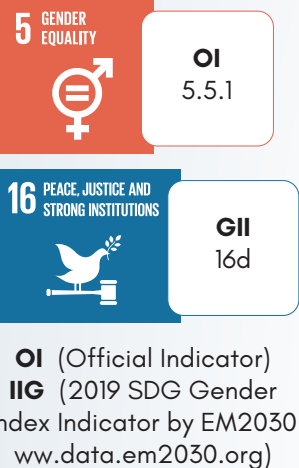 5 GENDER
EQUALITY
OI
5.5.1
16 PEACE, JUSTICE AND
STRONG INSTITUTIONS
GII
16d
OI (Official Indicator)
IIG (2019 SDG Gender
Indicator by EM2030
ww.data.em2030.org)